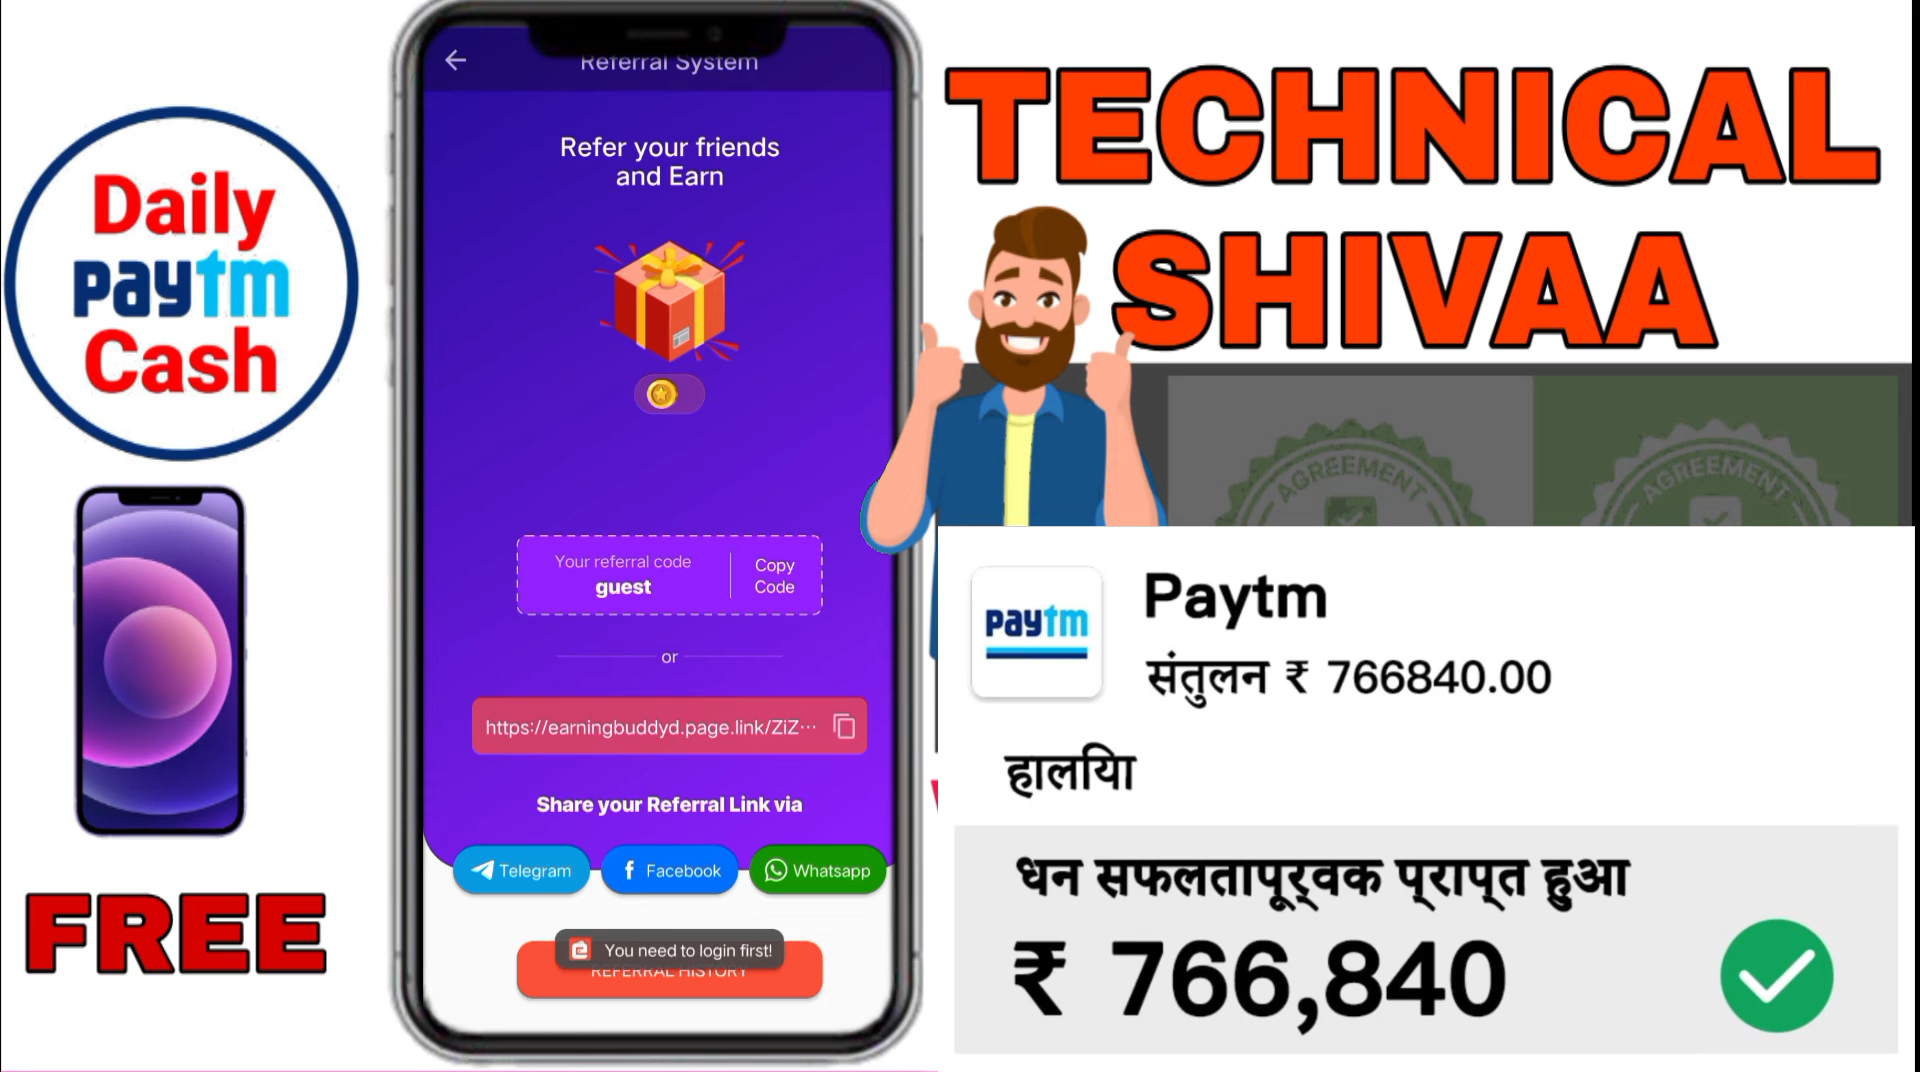 Daily
paytm
Cash
FREE
Referral System
Refer your friends
and Earn
Your referral code
guest
Copy
Code
or
https://earningbuddyd.page.link/ZiZ...
Share your Referral Link via
Telegram
Facebook
Whatsapp
You need to login first!
REFERRAL HISTORY
TECHNICAL
SHIVAA
AGREEMENT
AGREEMENT
paytm
Paytm
संतुलन ₹ 766840.00
हालिया
धन सफलतापूर्वक प्राप्त हुआ
₹ 766,840